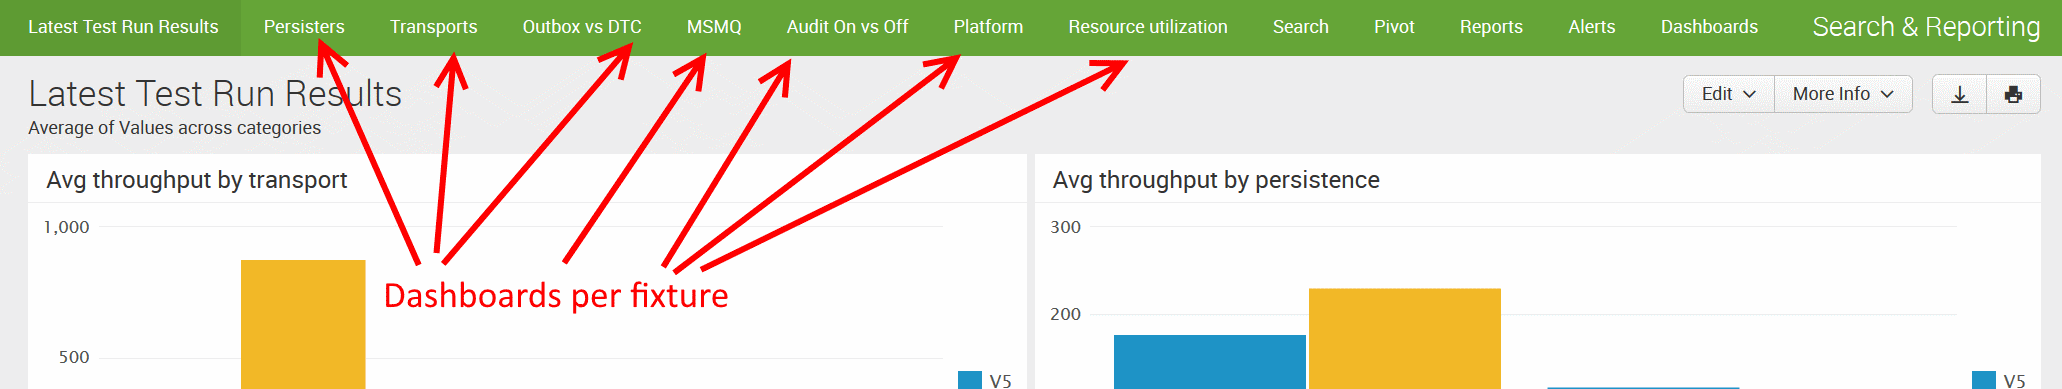 Latest Test Run Results Persisters Transports Outbox vs DTC MSMQ Audit On vs Off Platform Resource utilization Search Pivot Reports Alerts Dashboards Search & Reporting
Latest Test Run Results
Edit More Info
Average of Values across categories
Avg throughput by transport
1,000
500
V5
Dashboards per fixture
Avg throughput by persistence
300
200
V5